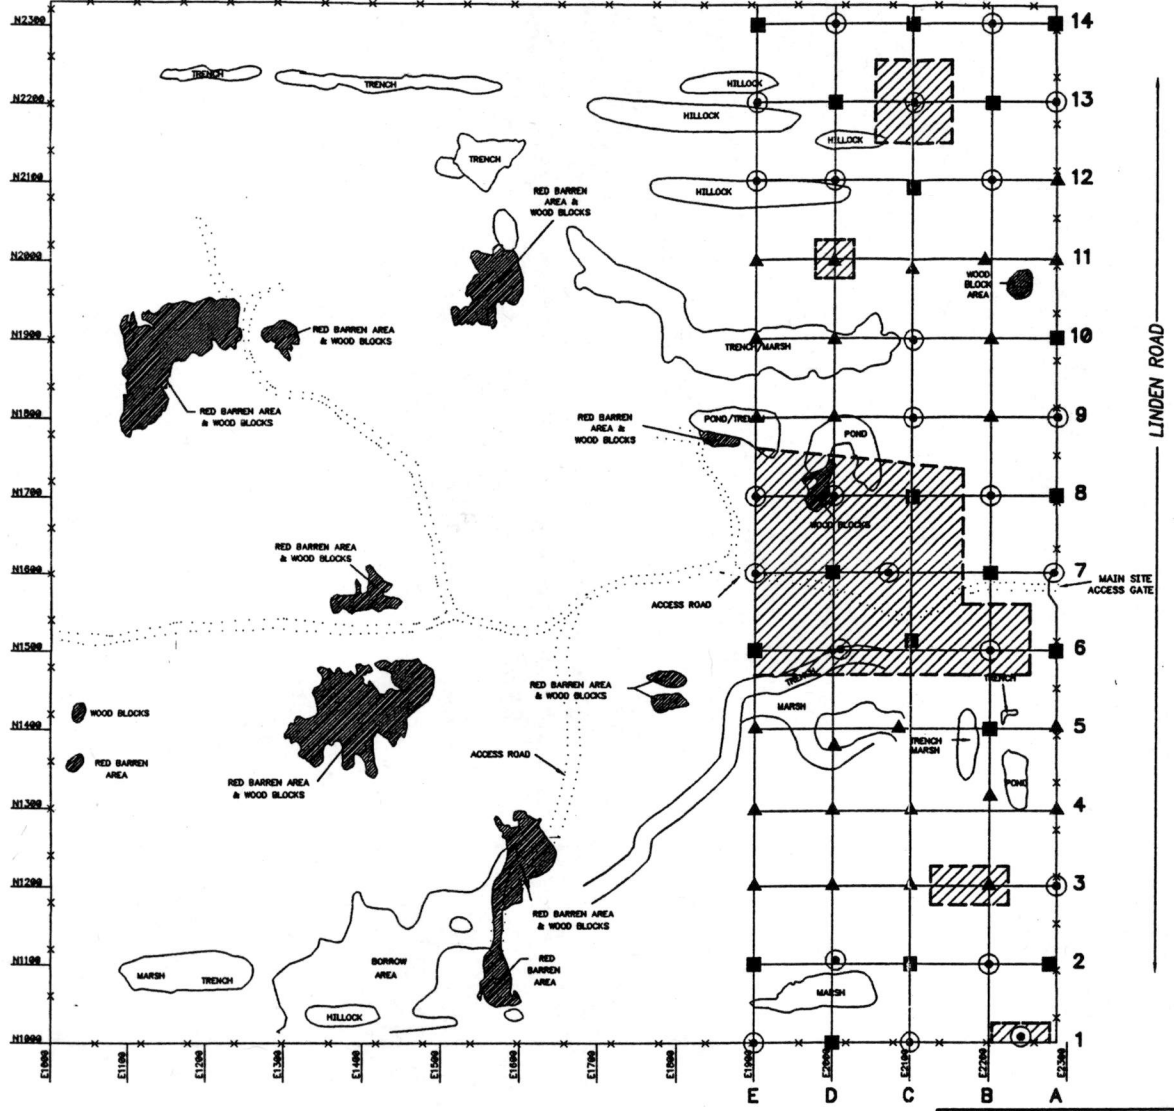 N2300
14
TRENCH
TRENCH
HILLOCK
N2200
13
HILLOCK
HILLOCK
TRENCH
N2100
12
RED BARREN
AREA &
WOOD BLOCKS
HILLOCK
N2000
11
WOOD
BLOCK
AREA
N1900
RED BARREN AREA
& WOOD BLOCKS
TRENCH/MARSH
10
LINDEN ROAD
RED BARREN AREA
& WOOD BLOCKS
N1800
RED BARREN
AREA &
WOOD BLOCKS
POND/TRENCH
POND
9
N1700
8
WOOD BLOCKS
RED BARREN AREA
& WOOD BLOCKS
N1600
7
MAIN SITE
ACCESS GATE
ACCESS ROAD
N1500
6
RED BARREN AREA
& WOOD BLOCKS
TRENCH
TRENCH
MARSH
WOOD BLOCKS
N1400
5
TRENCH
MARSH
ACCESS ROAD
RED BARREN
AREA
RED BARREN AREA
& WOOD BLOCKS
POND
N1300
4
N1200
3
RED BARREN AREA
& WOOD BLOCKS
N1100
MARSH
TRENCH
BORROW
AREA
RED
BARREN
AREA
2
MARSH
HILLOCK
N1000
1
E1000
E1100
E1200
E1300
E1400
E1500
E1600
E1700
E1800
E1900
E2000
E2100
E2200
E2300
E
D
C
B
A